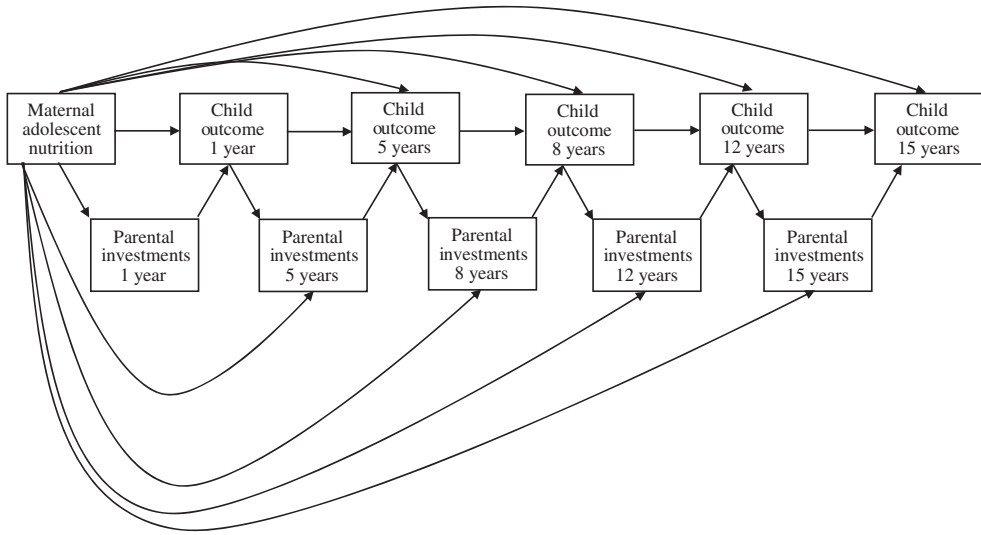 Maternal
adolescent
nutrition
Child
outcome
1 year
Child
outcome
5 years
Child
outcome
8 years
Child
outcome
12 years
Child
outcome
15 years
Parental
investments
1 year
Parental
investments
5 years
Parental
investments
8 years
Parental
investments
12 years
Parental
investments
15 years